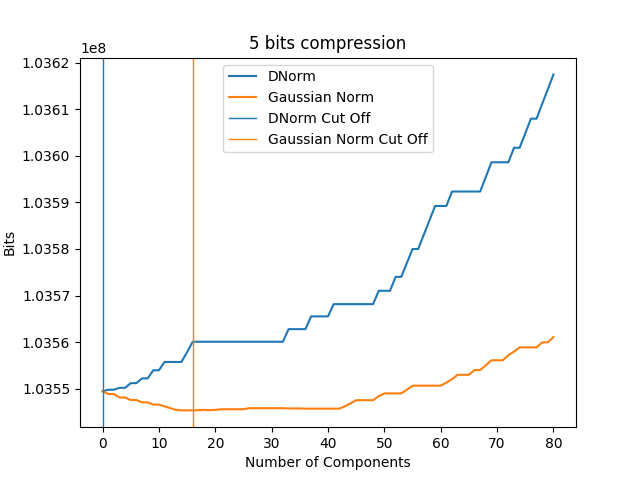 5 bits compression
1e8
1.0362
1.0361
1.0360
1.0359
1.0358
1.0357
1.0356
1.0355
Bits
DNorm
Gaussian Norm
DNorm Cut Off
Gaussian Norm Cut Off
0 10 20 30 40 50 60 70 80
Number of Components